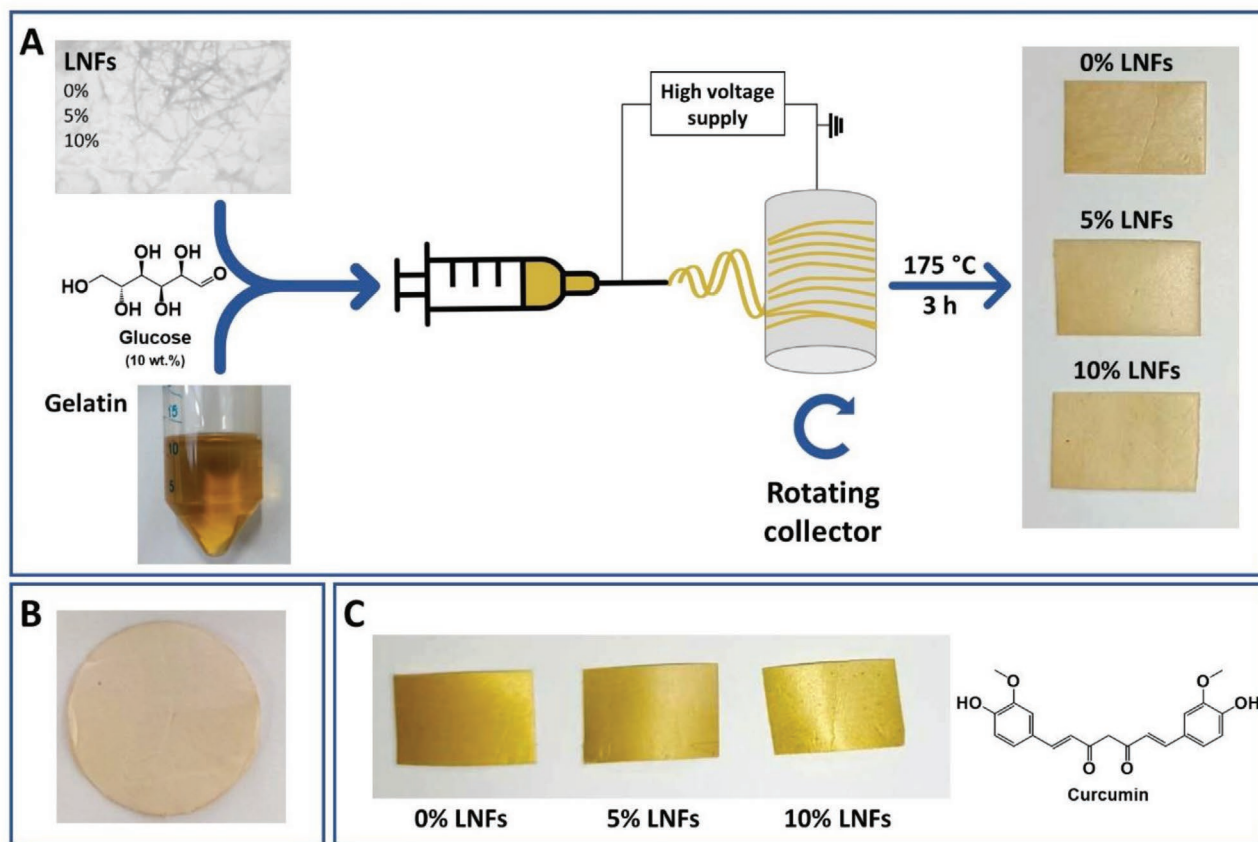 A
LNFs
0%
5%
10%
OH
OH
OH
O
HO
OH
OH
Glucose
(10 wt.%)
Gelatin
15
10
5
High voltage
supply
Rotating
collector
175 °C
3 h
0% LNFs
5% LNFs
10% LNFs
B
C
0% LNFs
5% LNFs
10% LNFs
O
O
HO
OH
O
O
Curcumin